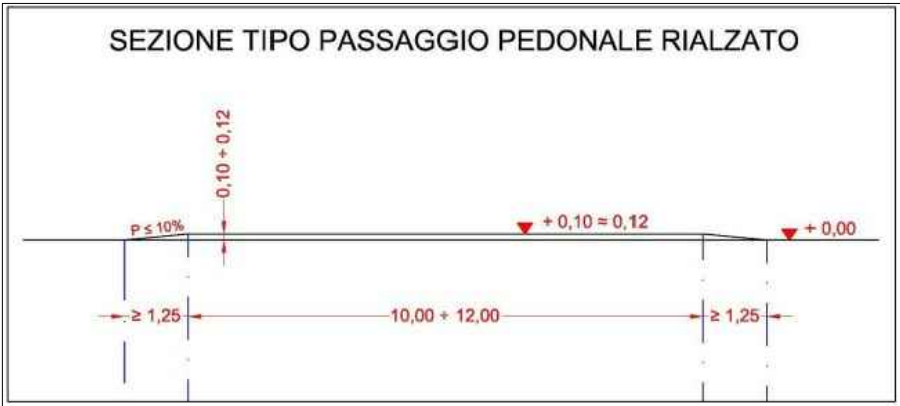 SEZIONE TIPO PASSAGGIO PEDONALE RIALZATO
0,10 ÷ 0,12
P ≤ 10%
+ 0,10 ≈ 0,12
+ 0,00
≥ 1,25
10,00 ÷ 12,00
≥ 1,25